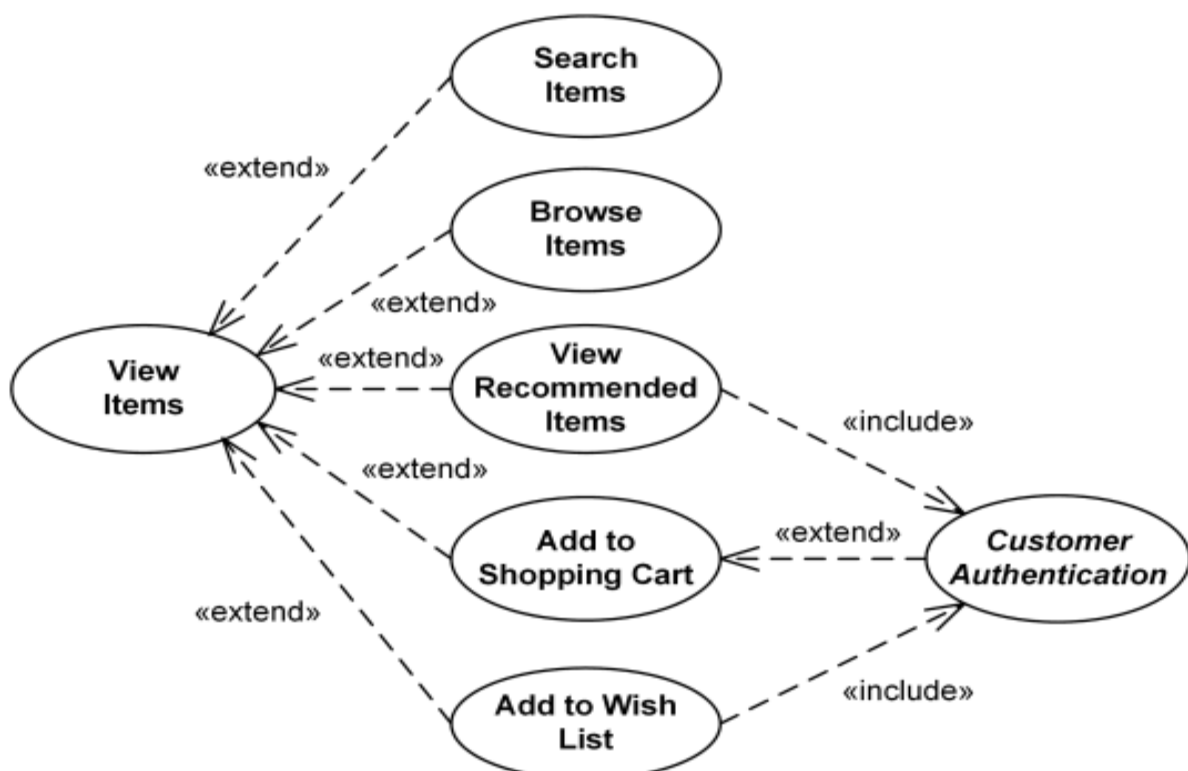 Search
Items
«extend»
Browse
Items
«extend»
View
Items
«extend»
View
Recommended
Items
«include»
«extend»
Add to
Shopping Cart
«extend»
Customer
Authentication
«extend»
Add to Wish
List
«include»